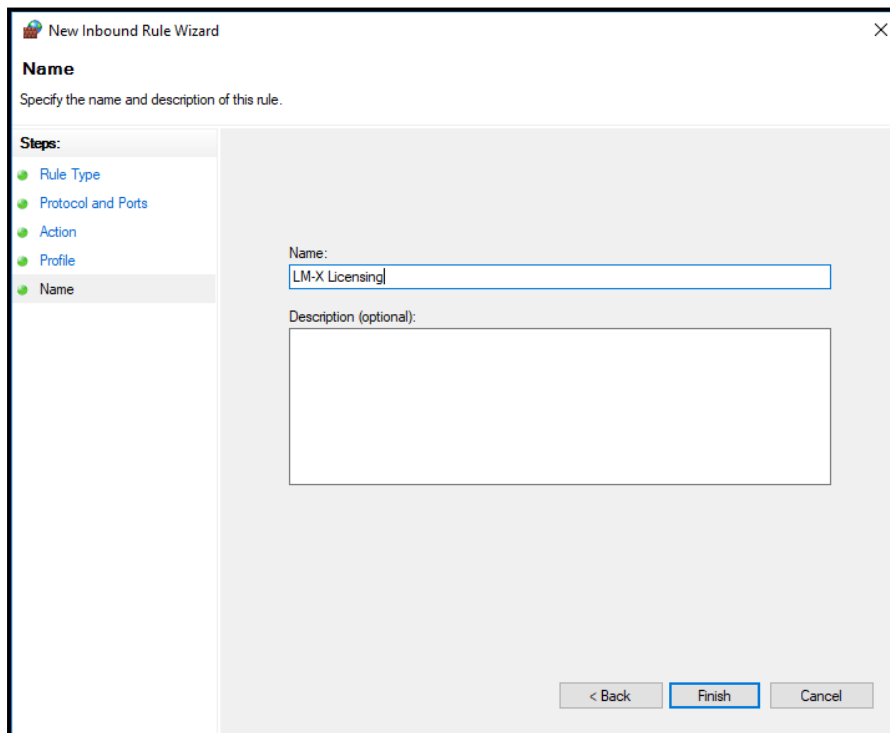 New Inbound Rule Wizard
Name
Specify the name and description of this rule.
Steps:
Rule Type
Protocol and Ports
Action
Profile
Name
Name:
LM-X Licensing
Description (optional):
< Back
Finish
Cancel